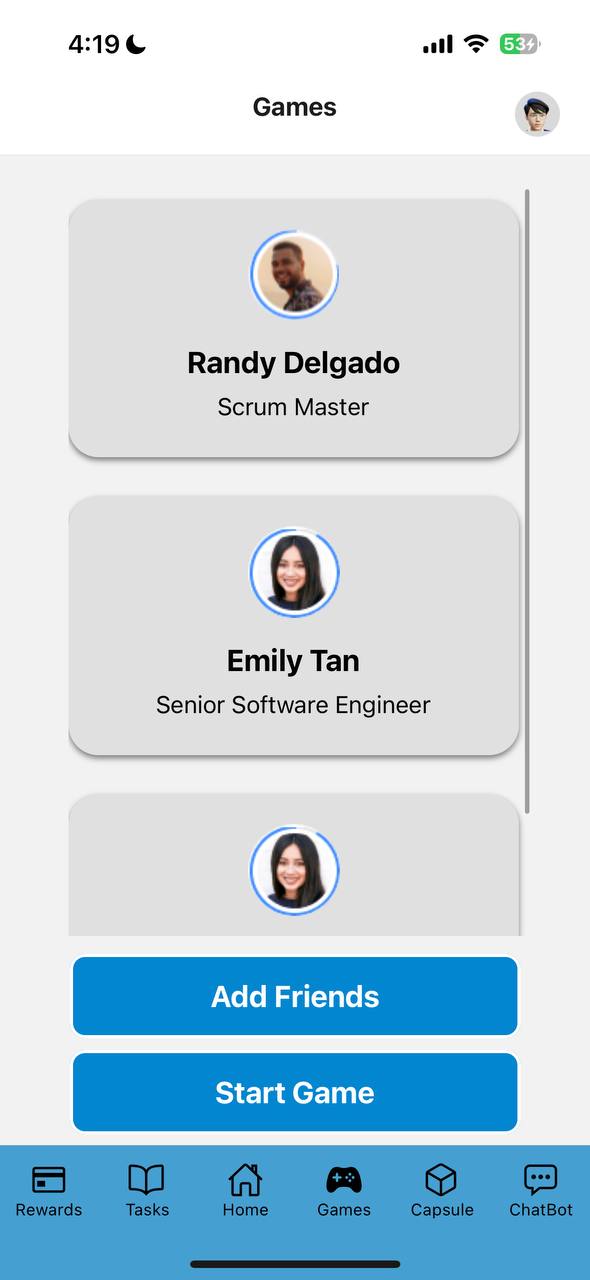 4:19
53
Games
Randy Delgado
Scrum Master
Emily Tan
Senior Software Engineer
Add Friends
Start Game
Rewards
Tasks
Home
Games
Capsule
ChatBot